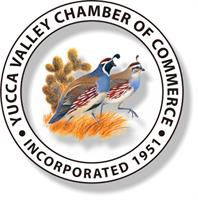 • YUCCA VALLEY CHAMBER OF COMMERCE •
INCORPORATED 1951